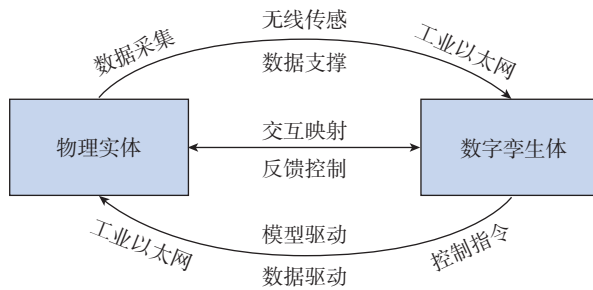 无线传感
数据采集
工业以太网
数据支撑
物理实体
交互映射
反馈控制
数字孪生体
工业以太网
模型驱动
数据驱动
控制指令